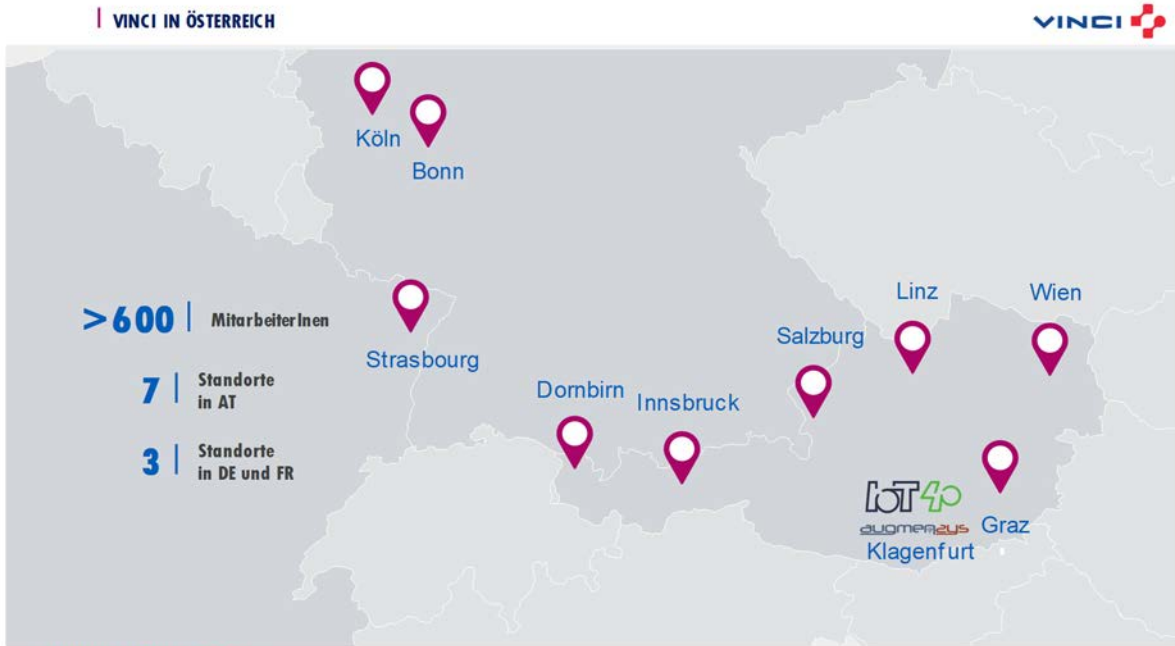 VINCI IN ÖSTERREICH
VINCI
Köln
Bonn
Strasbourg
>600 MitarbeiterInnen
7 Standorte
in AT
3 Standorte
in DE und FR
Dornbirn
Innsbruck
Salzburg
Linz
Wien
IoT40
augmensys
Klagenfurt
Graz